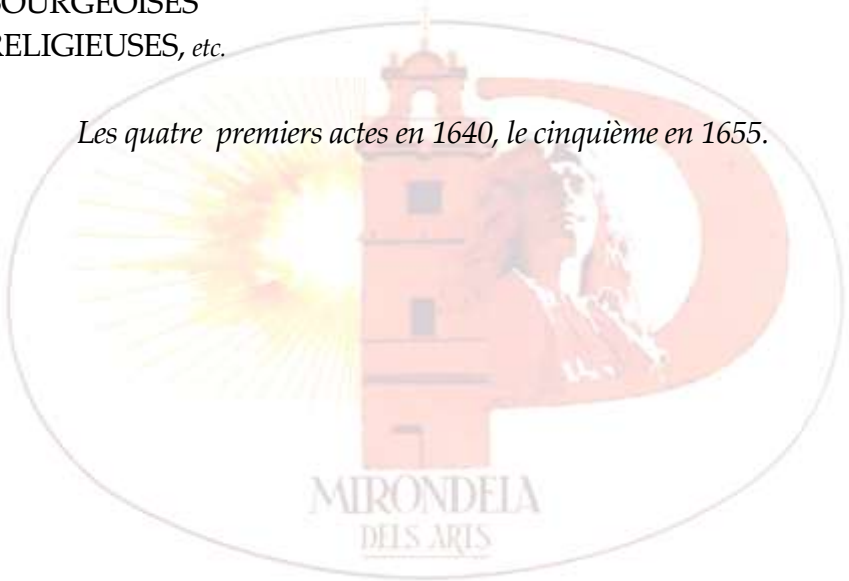 BOURGEOISES
RELIGIEUSES, etc.
Les quatre premiers actes en 1640, le cinquième en 1655.
MIRONDELA
DELS ARTS